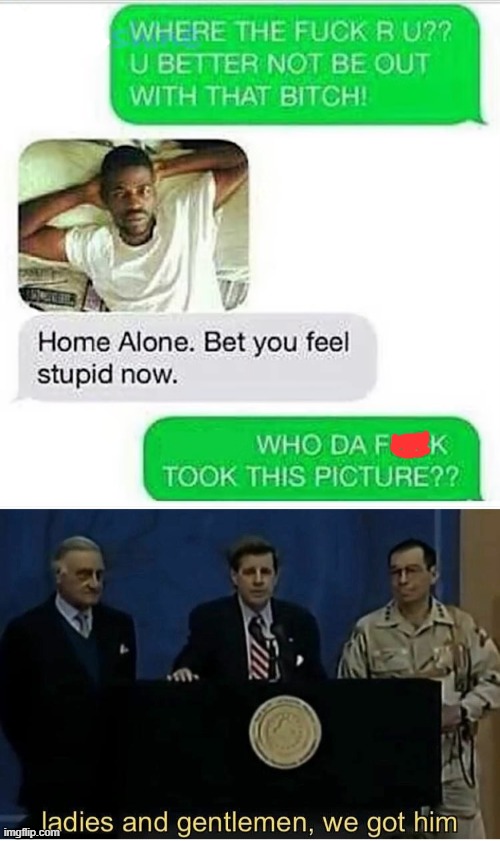 WHERE THE FUCK R U??
U BETTER NOT BE OUT
WITH THAT BITCH!
Home Alone. Bet you feel
stupid now.
WHO DA F K
TOOK THIS PICTURE??
ladies and gentlemen, we got him
imgflip.com